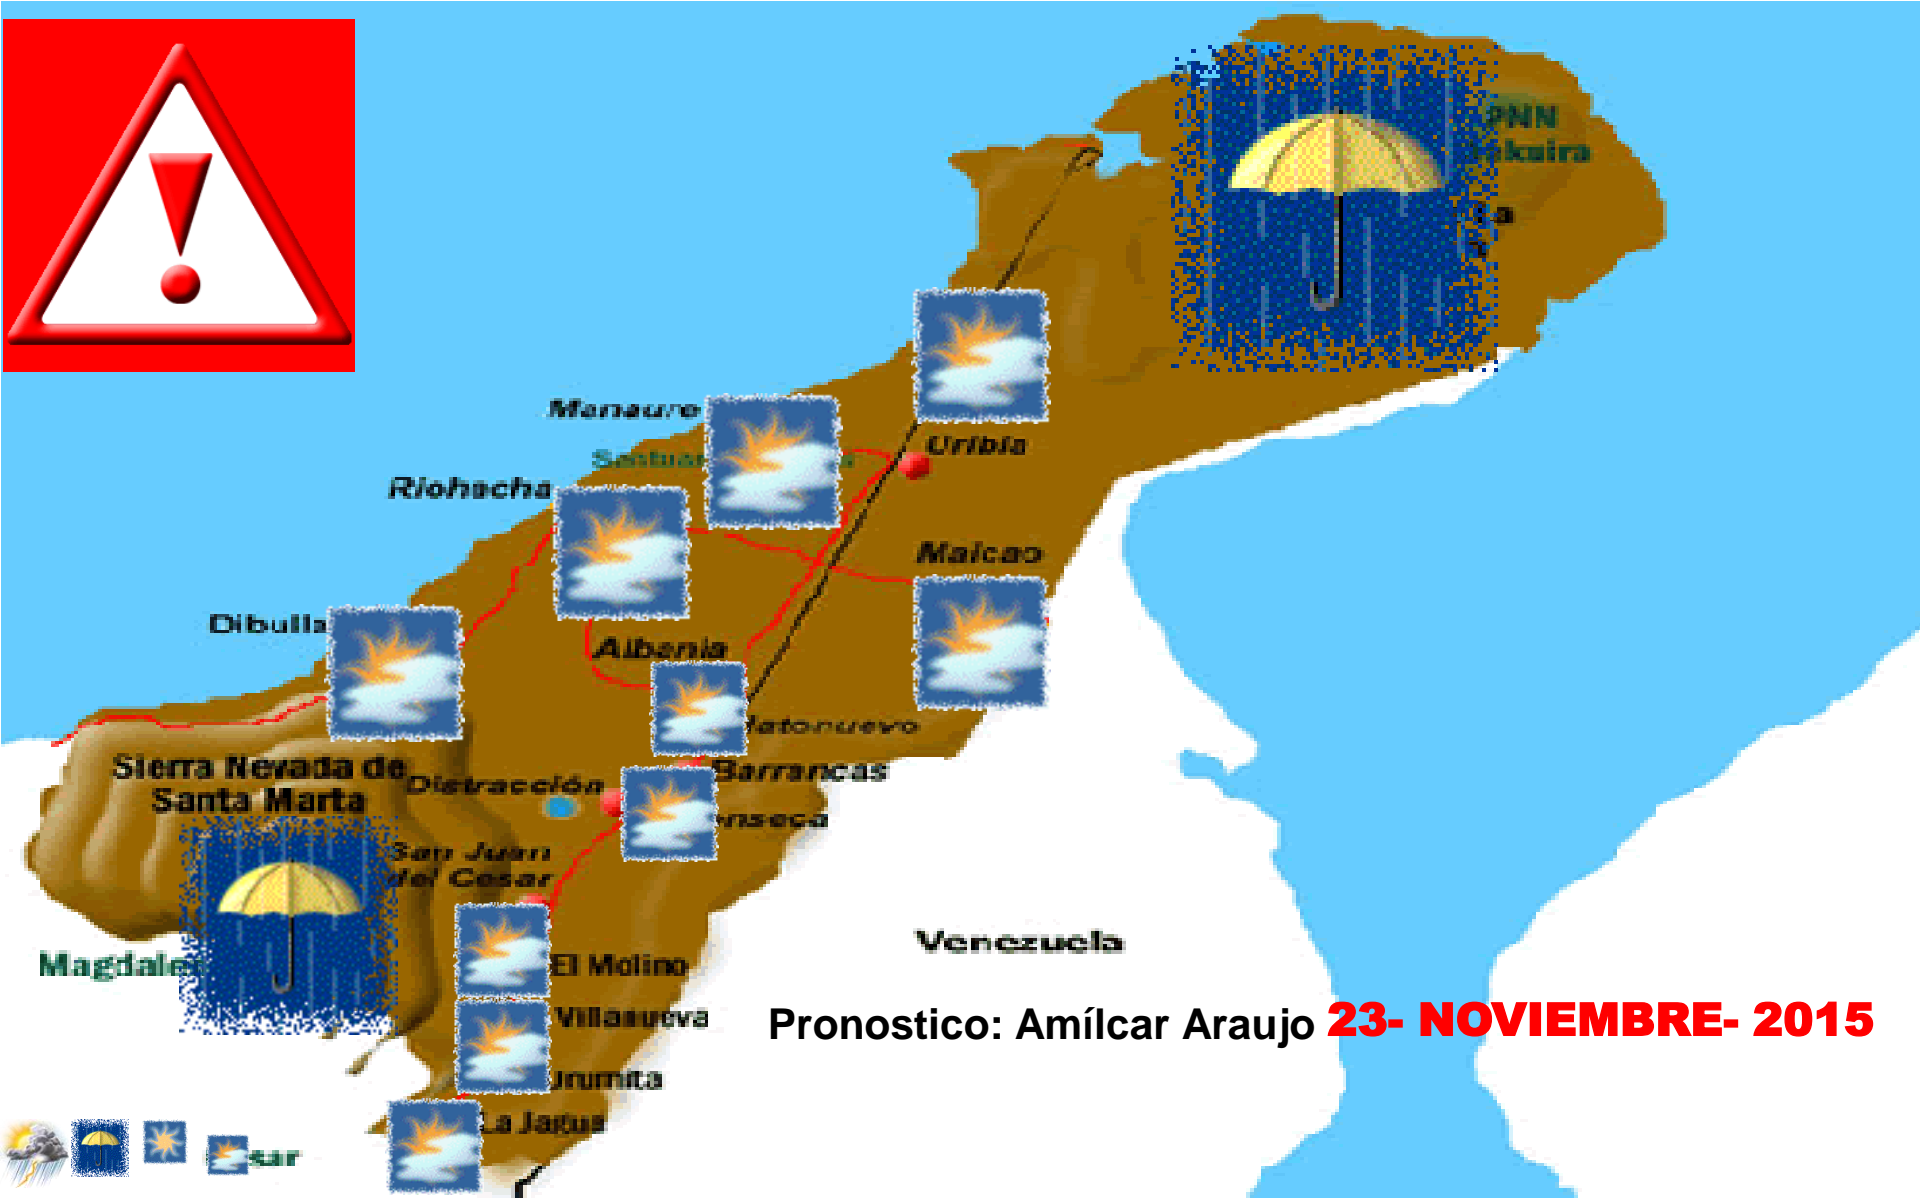 PNN
Manaure
Uribia
Riohacha
Maicao
Dibulla
Albania
Sierra Nevada de
Santa Marta
Distracción
Barrancas
San Juan
del Cesar
Venezuela
El Molino
Villanueva
Pronostico: Amílcar Araujo 23- NOVIEMBRE- 2015
La Jagua